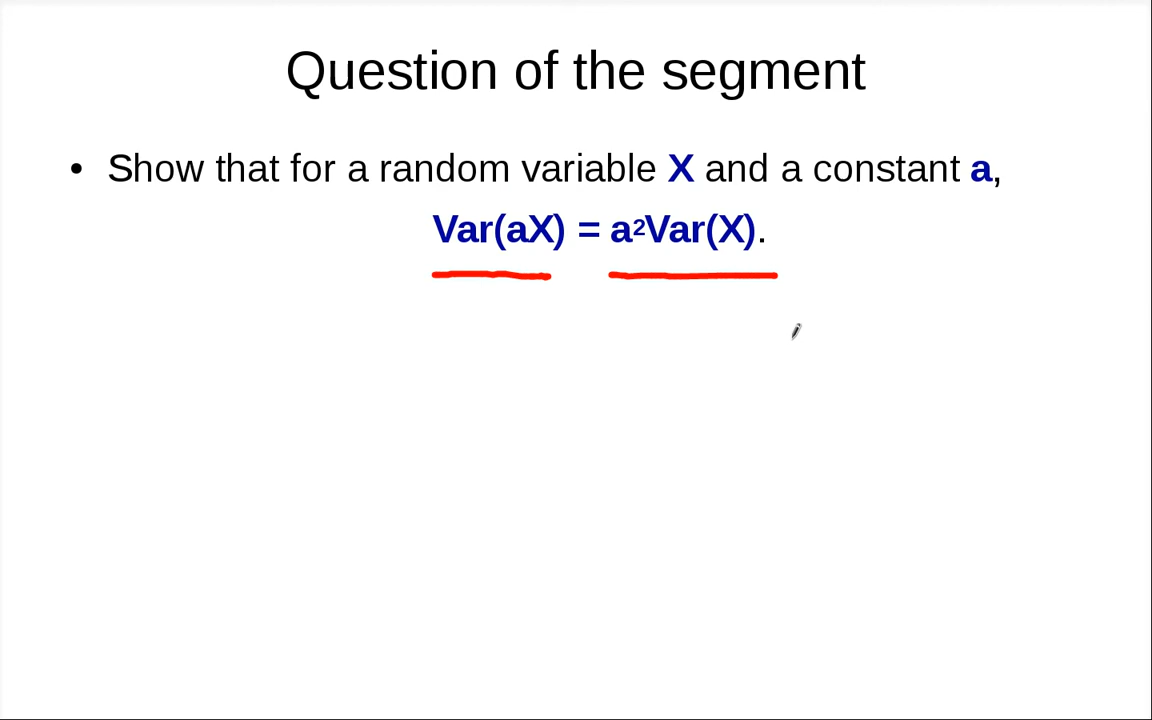 Question of the segment
• Show that for a random variable X and a constant a,
Var(aX) = a²Var(X).